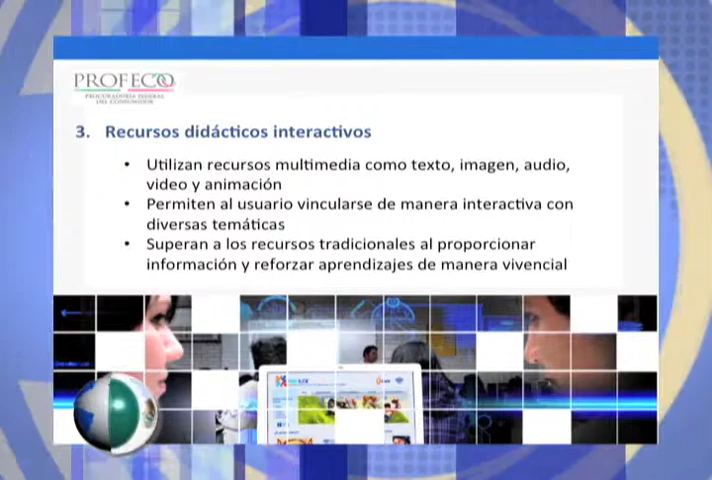 PROFECO
PROCURADURÍA FEDERAL
DEL CONSUMIDOR
3. Recursos didácticos interactivos
• Utilizan recursos multimedia como texto, imagen, audio,
video y animación
• Permiten al usuario vincularse de manera interactiva con
diversas temáticas
• Superan a los recursos tradicionales al proporcionar
información y reforzar aprendizajes de manera vivencial